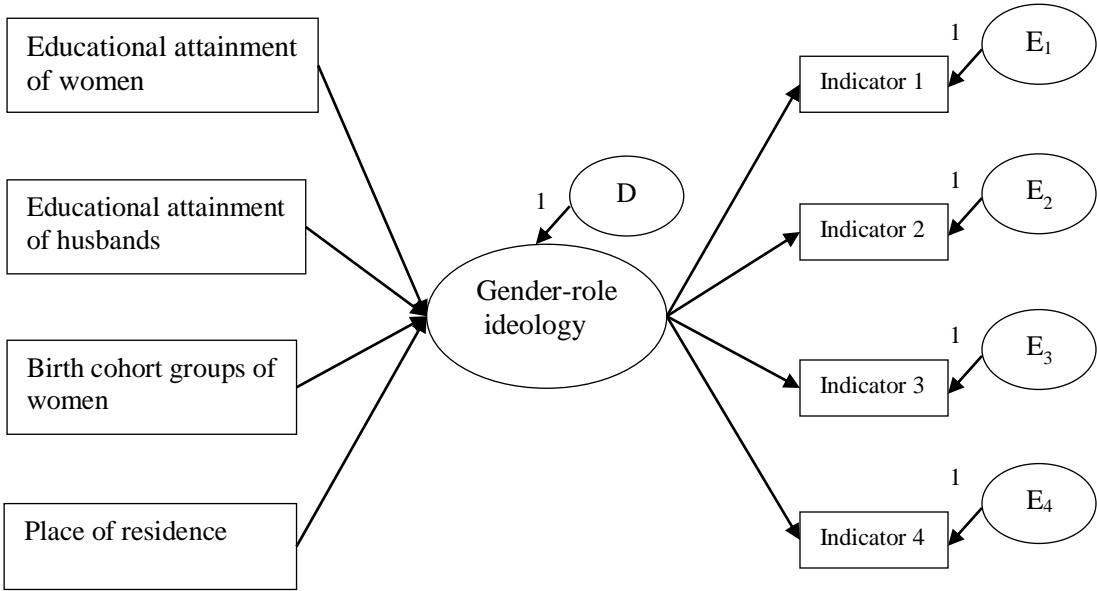 Educational attainment
of women
Educational attainment
of husbands
Birth cohort groups of
women
Place of residence
1
D
Gender-role
ideology
1
E1
Indicator 1
1
E2
Indicator 2
1
E3
Indicator 3
1
E4
Indicator 4